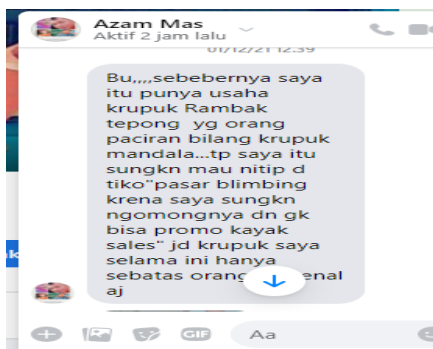 Azam Mas
Aktif 2 jam lalu
01/12/21 12.39
Bu,,,,sebebernya saya
itu punya usaha
krupuk Rambak
tepong yg orang
paciran bilang krupuk
mandala...tp saya itu
sungkn mau nitip d
tiko"pasar blimbing
krena saya sungkn
ngomongnya dn gk
bisa promo kayak
sales" jd krupuk saya
selama ini hanya
sebatas orang enal
aj
GIF
Aa